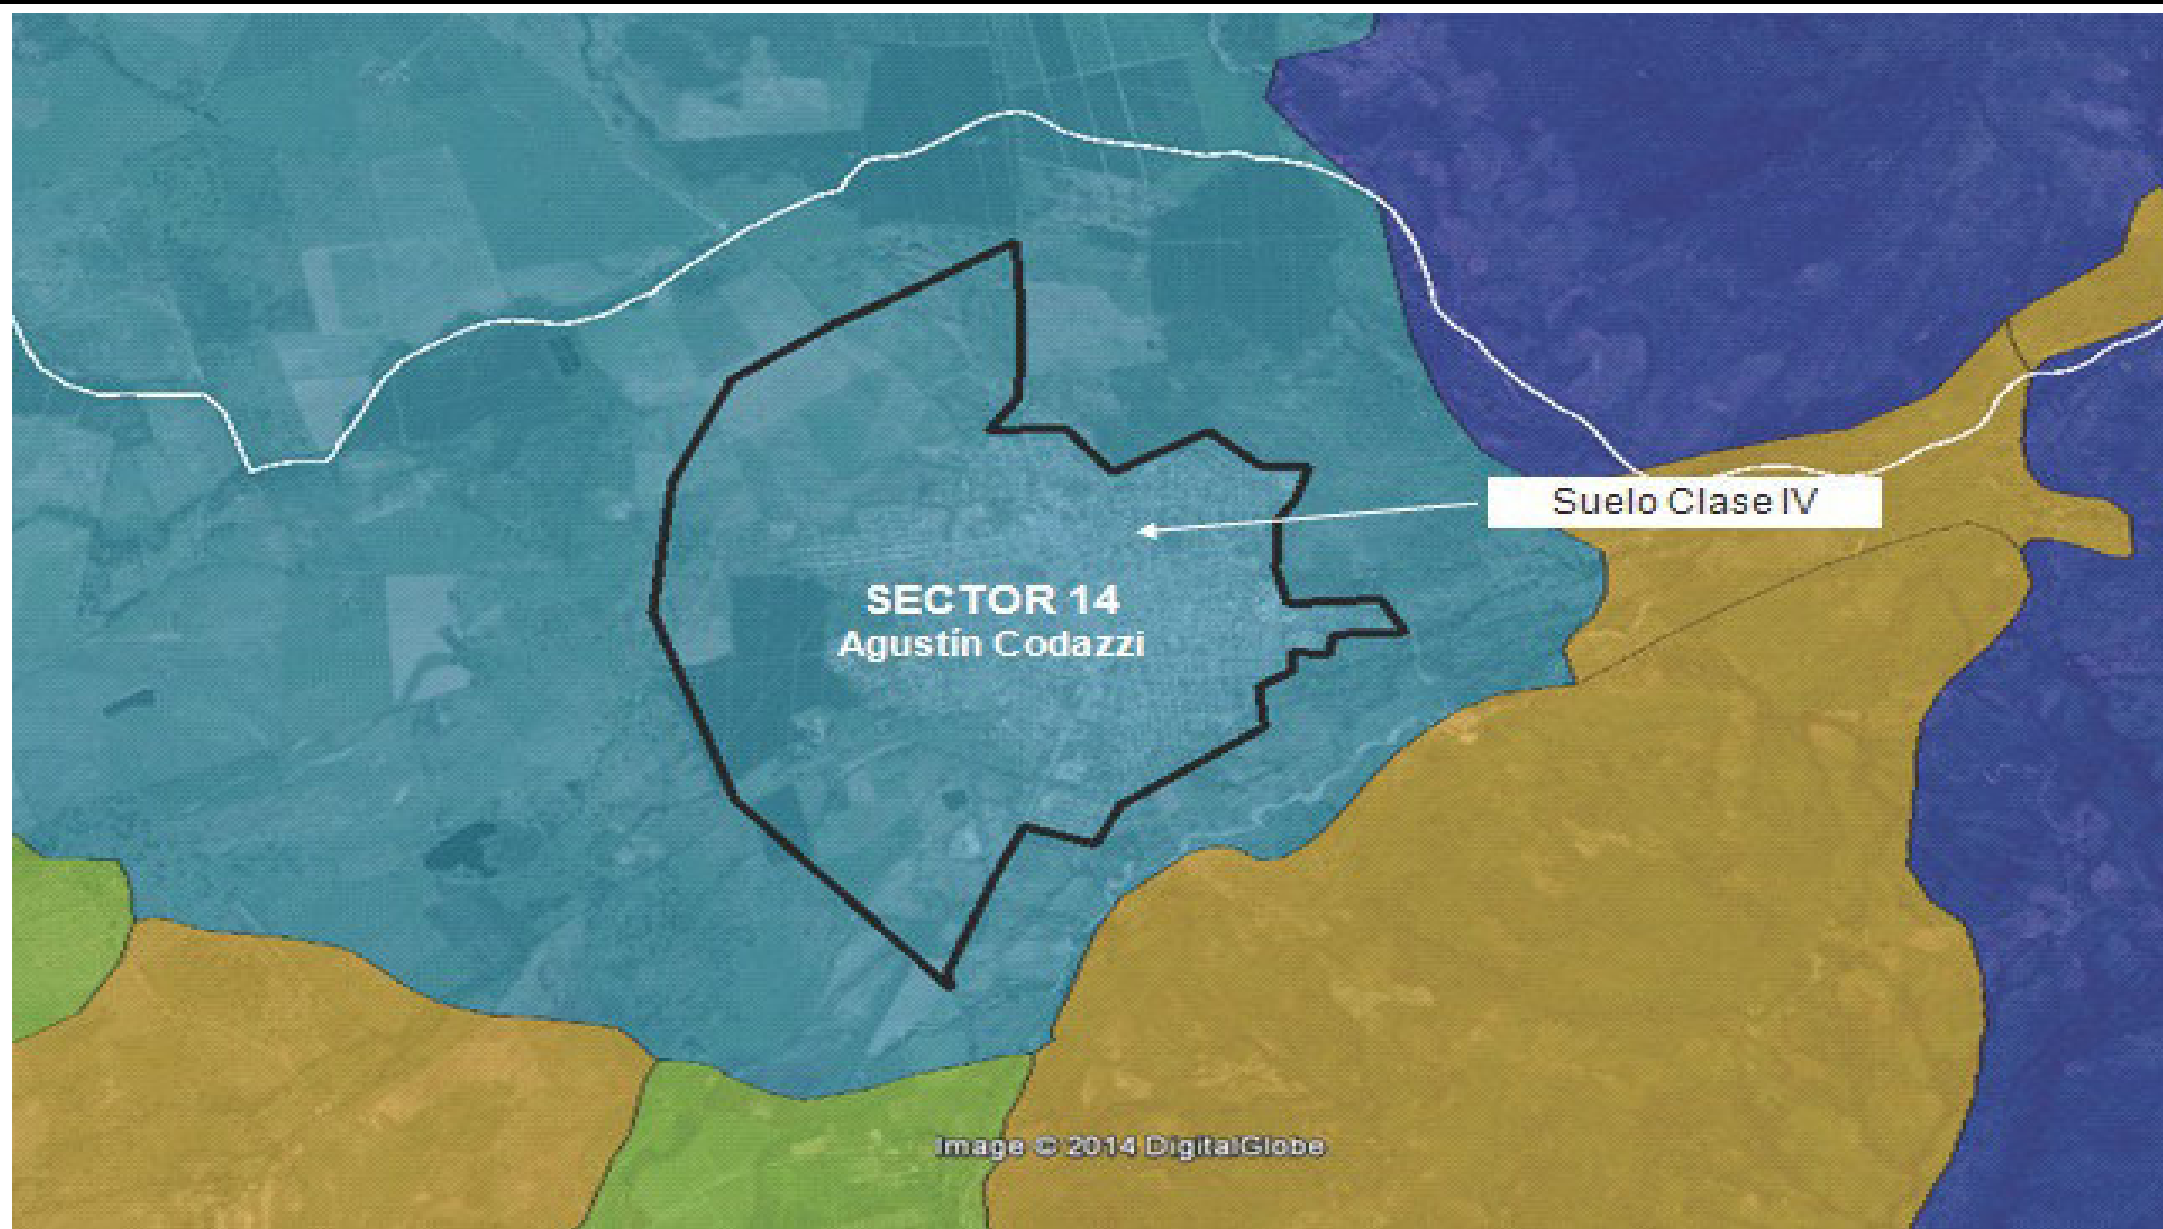 Suelo Clase IV
SECTOR 14
Agustín Codazzi
Image © 2014 DigitalGlobe